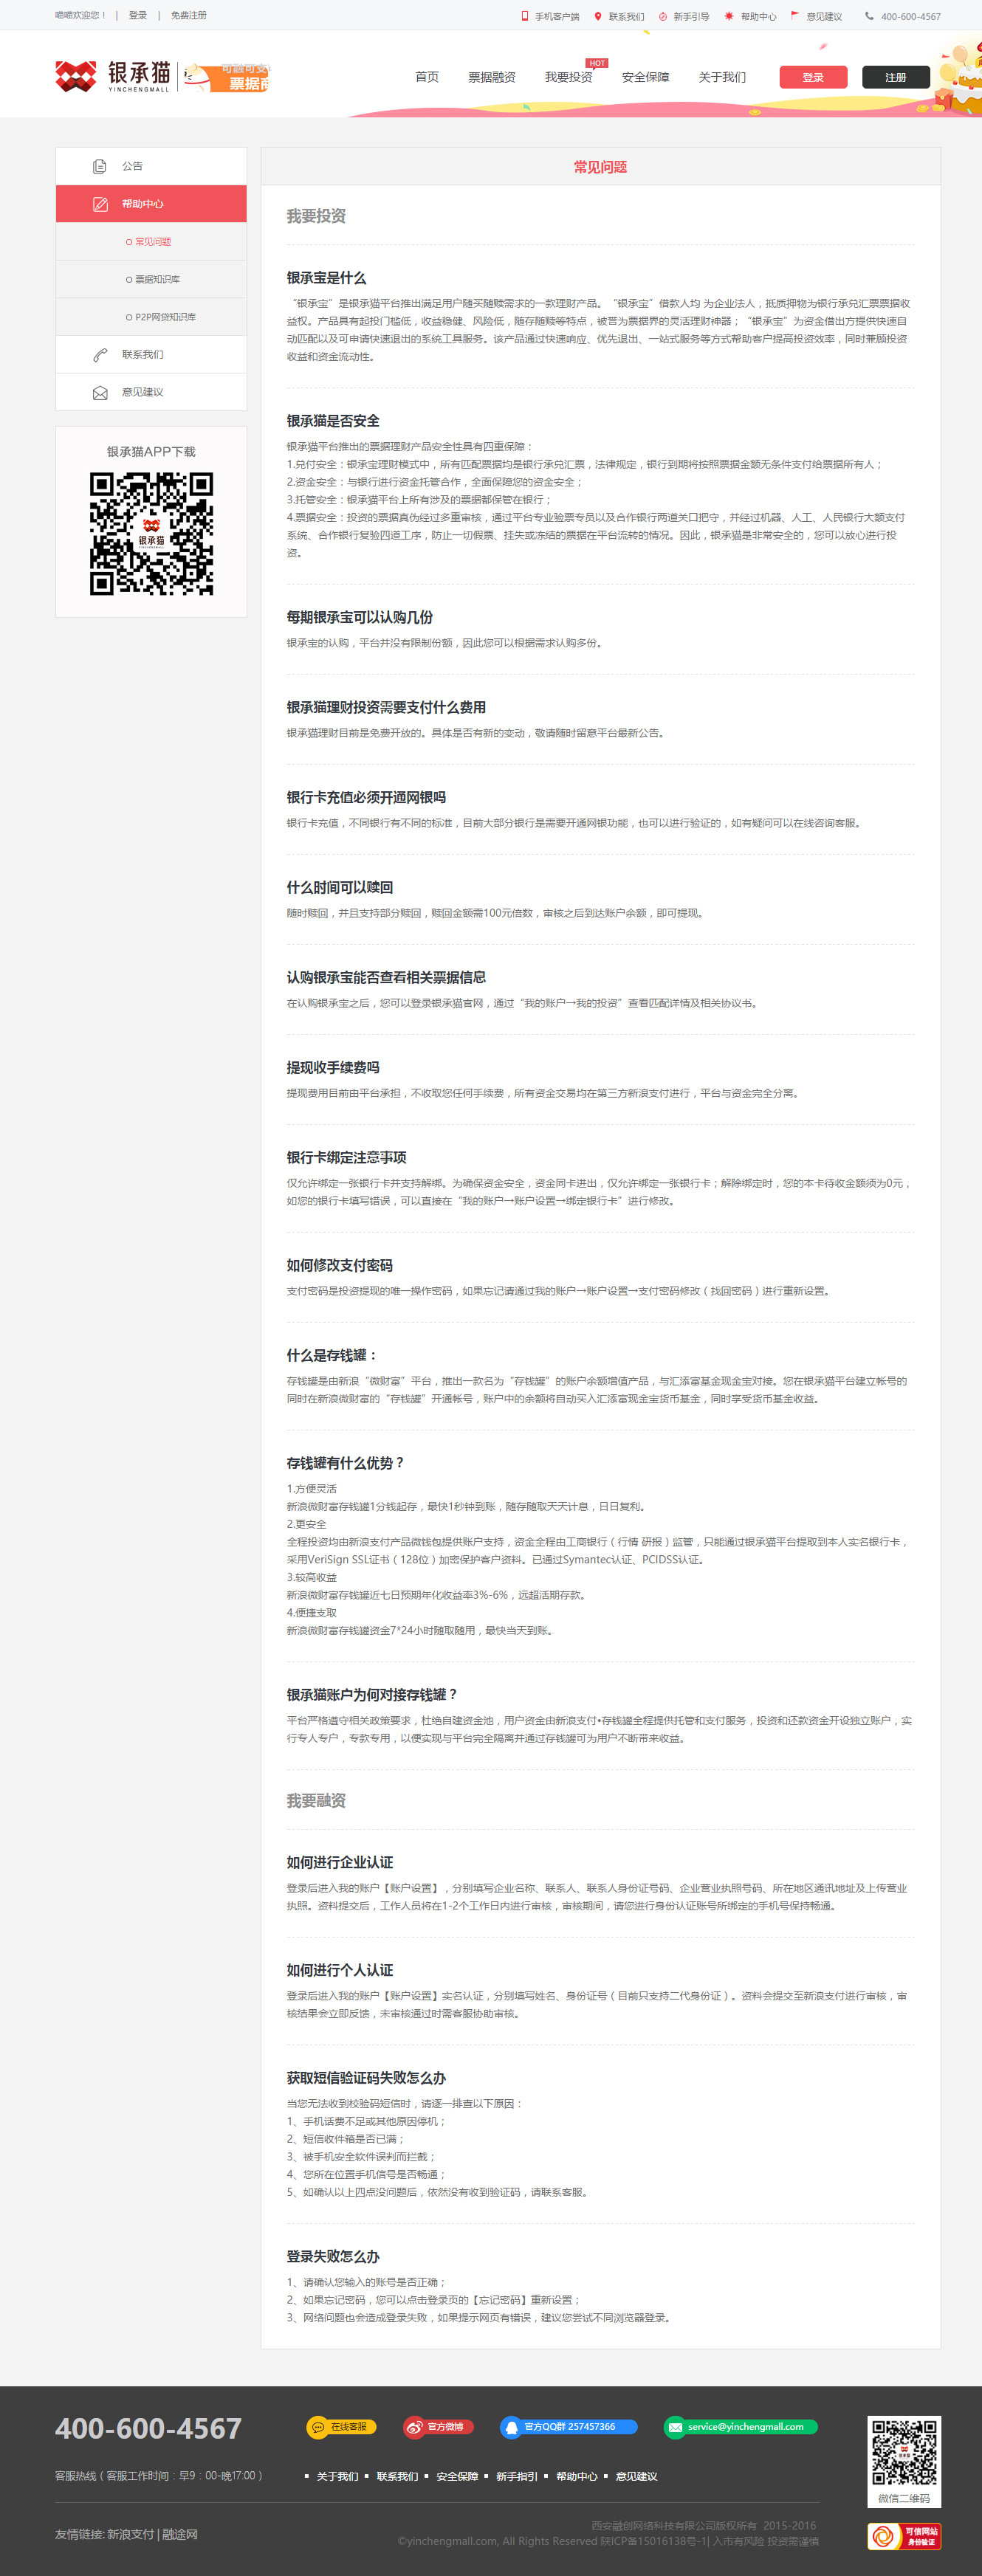 喵喵欢迎您！ | 登录 | 免费注册
手机客户端 联系我们 新手引导 帮助中心 意见建议 400-600-4567
银承猫
YINCHENGMALL
首页 票据融资 我要投资 HOT 安全保障 关于我们 登录 注册
公告
帮助中心
常见问题
票据知识库
P2P网贷知识库
联系我们
意见建议
银承猫APP下载
银承猫
常见问题
我要投资
银承宝是什么
“银承宝”是银承猫平台推出满足用户随买随赎需求的一款理财产品。“银承宝”借款人均 为企业法人，抵质押物为银行承兑汇票票据收
益权。产品具有起投门槛低，收益稳健、风险低，随存随赎等特点，被誉为票据界的灵活理财神器；“银承宝”为资金借出方提供快速自
动匹配以及可申请快速退出的系统工具服务。该产品通过快速响应、优先退出、一站式服务等方式帮助客户提高投资效率，同时兼顾投资
收益和资金流动性。
银承猫是否安全
银承猫平台推出的票据理财产品安全性具有四重保障：
1.兑付安全：银承宝理财模式中，所有匹配票据均是银行承兑汇票，法律规定，银行到期将按照票据金额无条件支付给票据所有人；
2.资金安全：与银行进行资金托管合作，全面保障您的资金安全；
3.托管安全：银承猫平台上所有涉及的票据都保管在银行；
4.票据安全：投资的票据真伪经过多重审核，通过平台专业验票专员以及合作银行两道关口把守，并经过机器、人工、人民银行大额支付
系统、合作银行复验四道工序，防止一切假票、挂失或冻结的票据在平台流转的情况。因此，银承猫是非常安全的，您可以放心进行投
资。
每期银承宝可以认购几份
银承宝的认购，平台并没有限制份额，因此您可以根据需求认购多份。
银承猫理财投资需要支付什么费用
银承猫理财目前是免费开放的。具体是否有新的变动，敬请随时留意平台最新公告。
银行卡充值必须开通网银吗
银行卡充值，不同银行有不同的标准，目前大部分银行是需要开通网银功能，也可以进行验证的，如有疑问可以在线咨询客服。
什么时间可以赎回
随时赎回，并且支持部分赎回，赎回金额需100元倍数，审核之后到达账户余额，即可提现。
认购银承宝能否查看相关票据信息
在认购银承宝之后，您可以登录银承猫官网，通过“我的账户→我的投资”查看匹配详情及相关协议书。
提现收手续费吗
提现费用目前由平台承担，不收取您任何手续费，所有资金交易均在第三方新浪支付进行，平台与资金完全分离。
银行卡绑定注意事项
仅允许绑定一张银行卡并支持解绑。为确保资金安全，资金同卡进出，仅允许绑定一张银行卡；解除绑定时，您的本卡待收金额须为0元，
如您的银行卡填写错误，可以直接在“我的账户→账户设置→绑定银行卡”进行修改。
如何修改支付密码
支付密码是投资提现的唯一操作密码，如果忘记请通过我的账户→账户设置→支付密码修改（找回密码）进行重新设置。
什么是存钱罐：
存钱罐是由新浪“微财富”平台，推出一款名为“存钱罐”的账户余额增值产品，与汇添富基金现金宝对接。您在银承猫平台建立帐号的
同时在新浪微财富的“存钱罐”开通帐号，账户中的余额将自动买入汇添富现金宝货币基金，同时享受货币基金收益。
存钱罐有什么优势？
1.方便灵活
新浪微财富存钱罐1分钱起存，最快1秒钟到账，随存随取天天计息，日日复利。
2.更安全
全程投资均由新浪支付产品微钱包提供账户支持，资金全程由工商银行（行情 研报）监管，只能通过银承猫平台提取到本人实名银行卡，
采用VeriSign SSL证书（128位）加密保护客户资料。已通过Symantec认证、PCIDSS认证。
3.较高收益
新浪微财富存钱罐近七日预期年化收益率3%-6%，远超活期存款。
4.便捷支取
新浪微财富存钱罐资金7*24小时随取随用，最快当天到账。
银承猫账户为何对接存钱罐？
平台严格遵守相关政策要求，杜绝自建资金池，用户资金由新浪支付•存钱罐全程提供托管和支付服务，投资和还款资金开设独立账户，实
行专人专户，专款专用，以便实现与平台完全隔离并通过存钱罐可为用户不断带来收益。
我要融资
如何进行企业认证
登录后进入我的账户【账户设置】，分别填写企业名称、联系人、联系人身份证号码、企业营业执照号码、所在地区通讯地址及上传营业
执照。资料提交后，工作人员将在1-2个工作日内进行审核，审核期间，请您进行身份认证账号所绑定的手机号保持畅通。
如何进行个人认证
登录后进入我的账户【账户设置】实名认证，分别填写姓名、身份证号（目前只支持二代身份证）。资料会提交至新浪支付进行审核，审
核结果会立即反馈，未审核通过时需客服协助审核。
获取短信验证码失败怎么办
当您无法收到校验码短信时，请逐一排查以下原因：
1、手机话费不足或其他原因停机；
2、短信收件箱是否已满；
3、被手机安全软件误判而拦截；
4、您所在位置手机信号是否畅通；
5、如确认以上四点没问题后，依然没有收到验证码，请联系客服。
登录失败怎么办
1、请确认您输入的账号是否正确；
2、如果忘记密码，您可以点击登录页的【忘记密码】重新设置；
3、网络问题也会造成登录失败，如果提示网页有错误，建议您尝试不同浏览器登录。
400-600-4567
在线客服 官方微博 官方QQ群 257457366 service@yinchengmall.com
客服热线（客服工作时间：早9：00-晚17:00）
关于我们 联系我们 安全保障 新手指引 帮助中心 意见建议
微信二维码
友情链接: 新浪支付 | 融途网
西安融创网络科技有限公司版权所有 2015-2016
©yinchengmall.com, All Rights Reserved 陕ICP备15016138号-1| 入市有风险 投资需谨慎
可信网站
身份验证